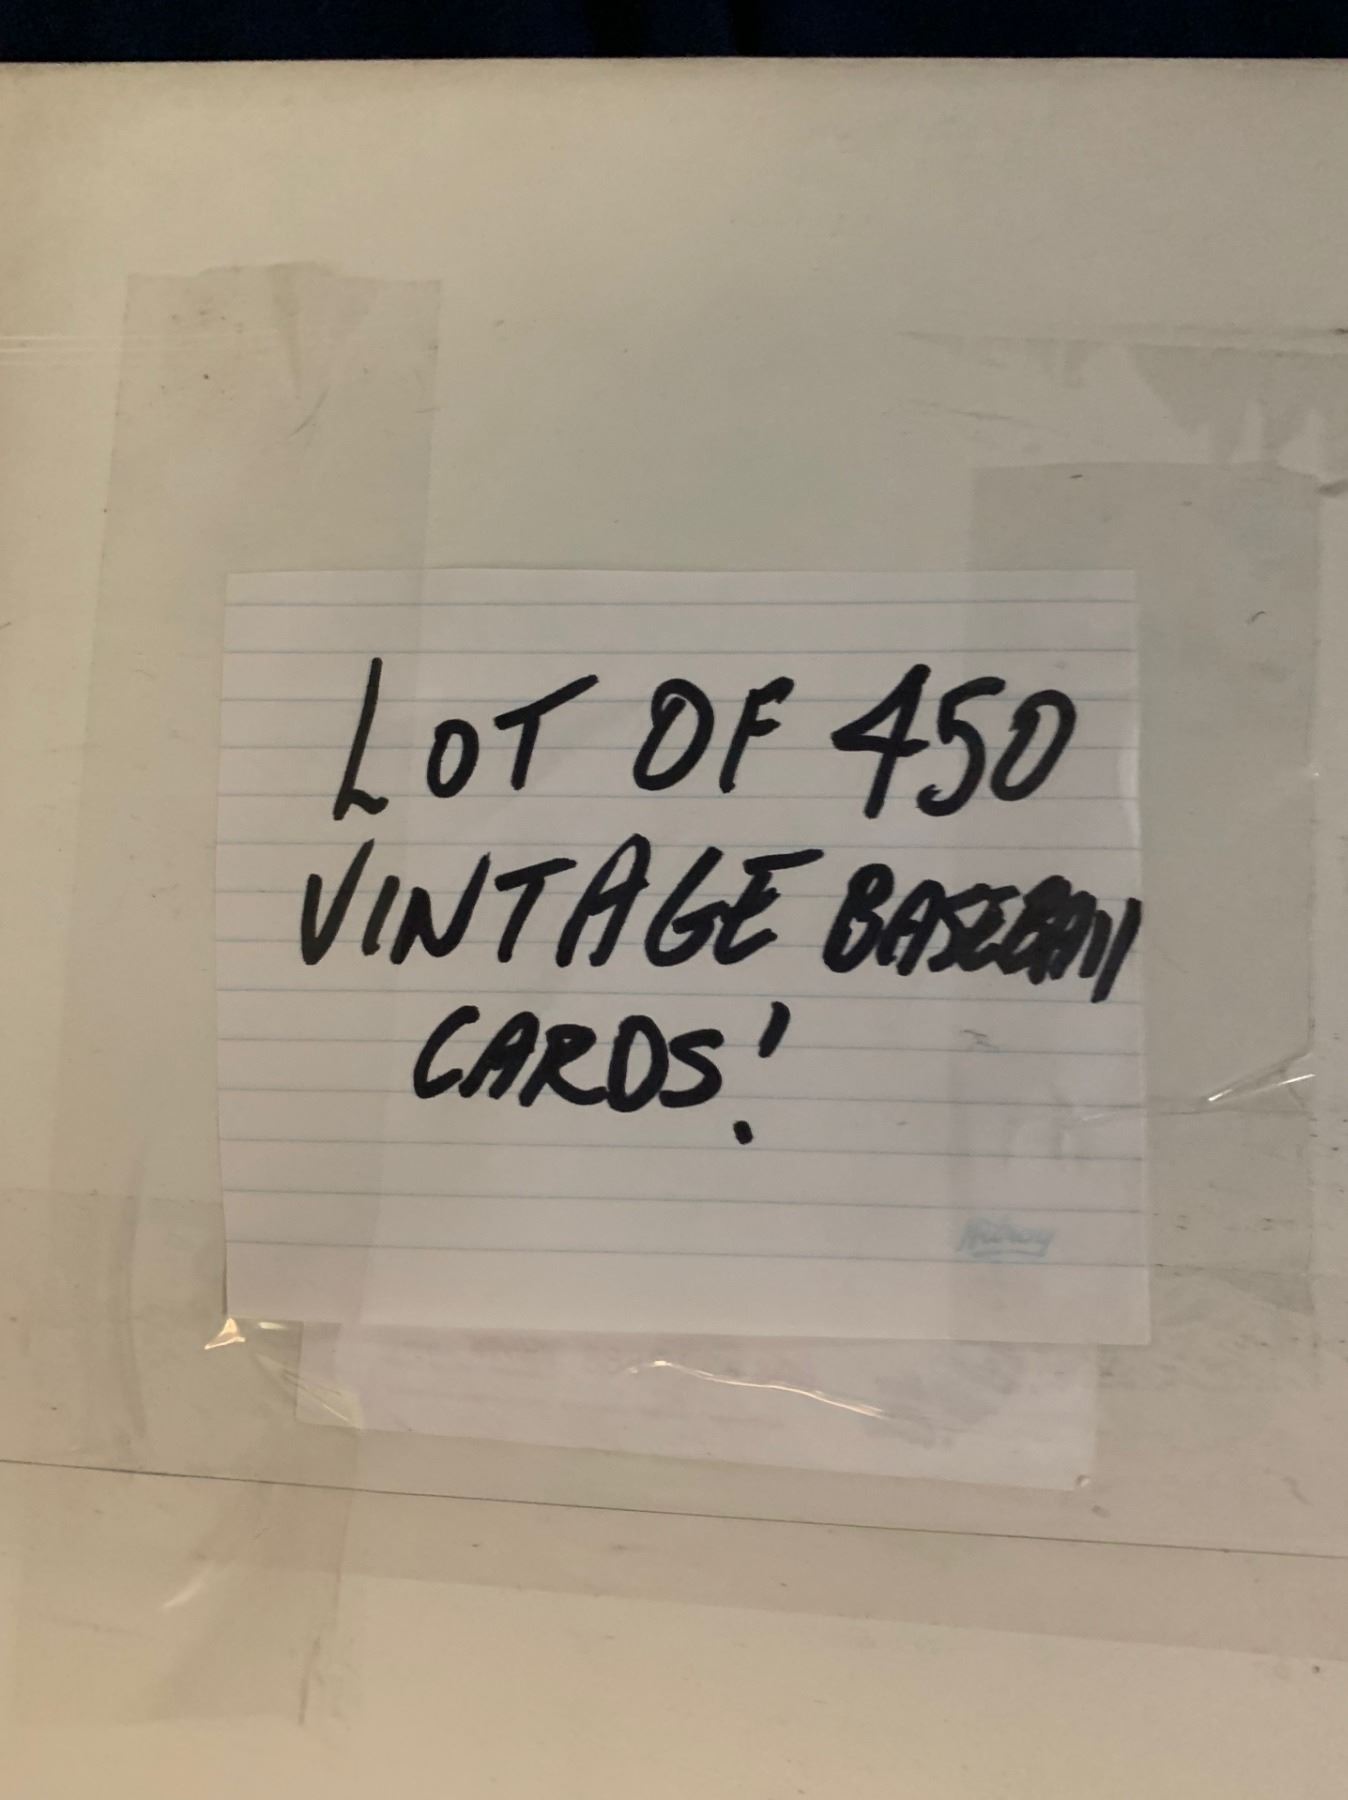 LOT OF 450
VINTAGE BASEBALL
CARDS!